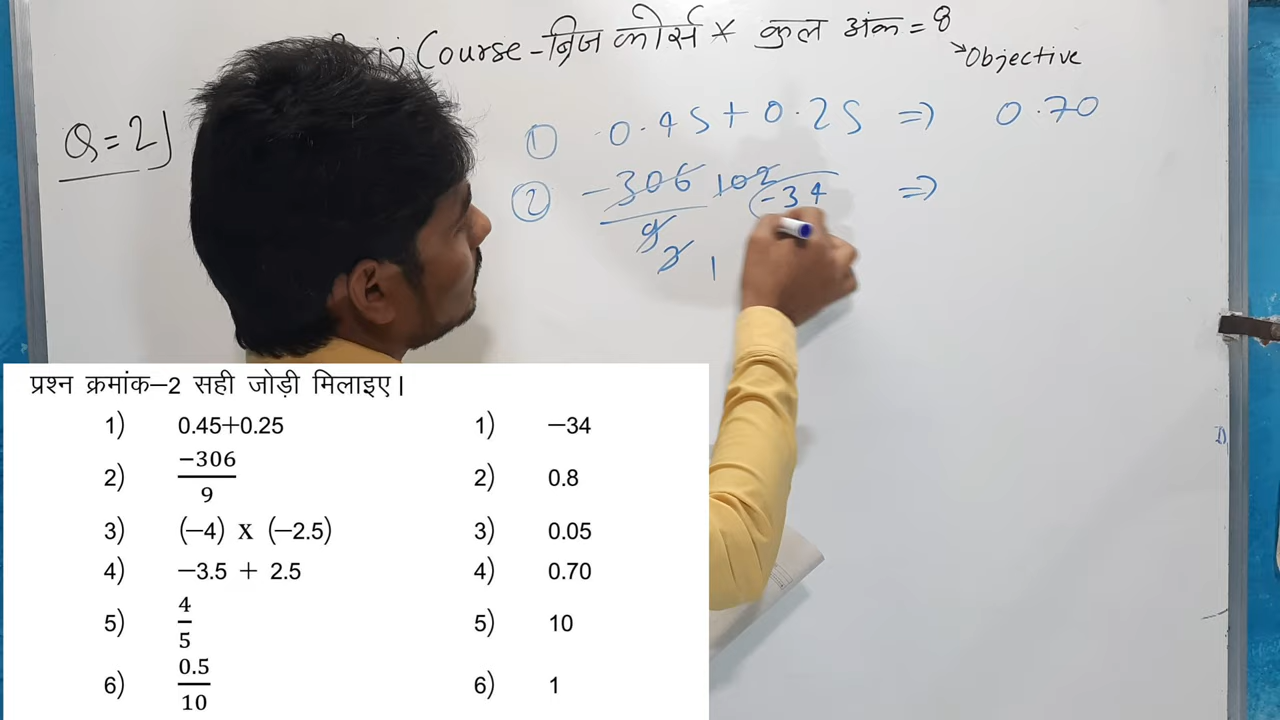 Course - ब्रिज कोर्स * कुल अंक = 8
→Objective
Q=2)
① 0.45+0.25 => 0.70
② -306 102 -34 =>
9
3 1
प्रश्न क्रमांक–2 सही जोड़ी मिलाइए।
1) 0.45+0.25 1) −34
2) −306/9 2) 0.8
3) (−4) x (−2.5) 3) 0.05
4) −3.5 + 2.5 4) 0.70
5) 4/5 5) 10
6) 0.5/10 6) 1